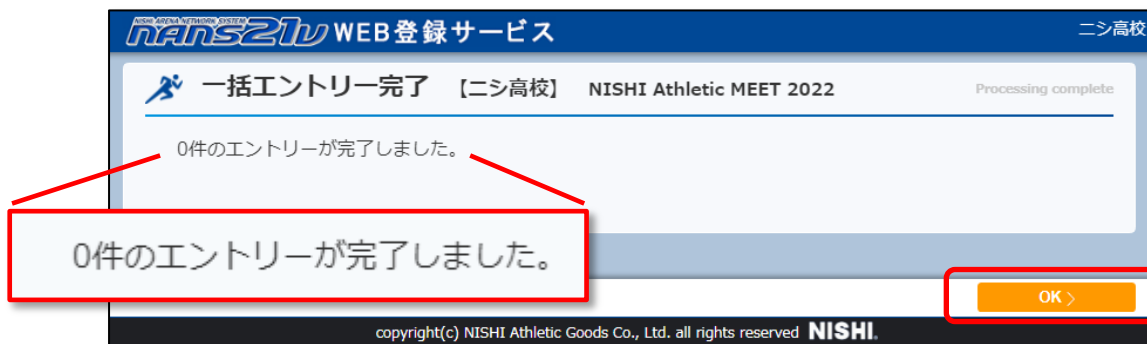 NISHI ARENA NETWORK SYSTEM
nans21V WEB登録サービス
ニシ高校
一括エントリー完了 【ニシ高校】 NISHI Athletic MEET 2022
Processing complete
0件のエントリーが完了しました。
0件のエントリーが完了しました。
OK >
copyright(c) NISHI Athletic Goods Co., Ltd. all rights reserved NISHI.